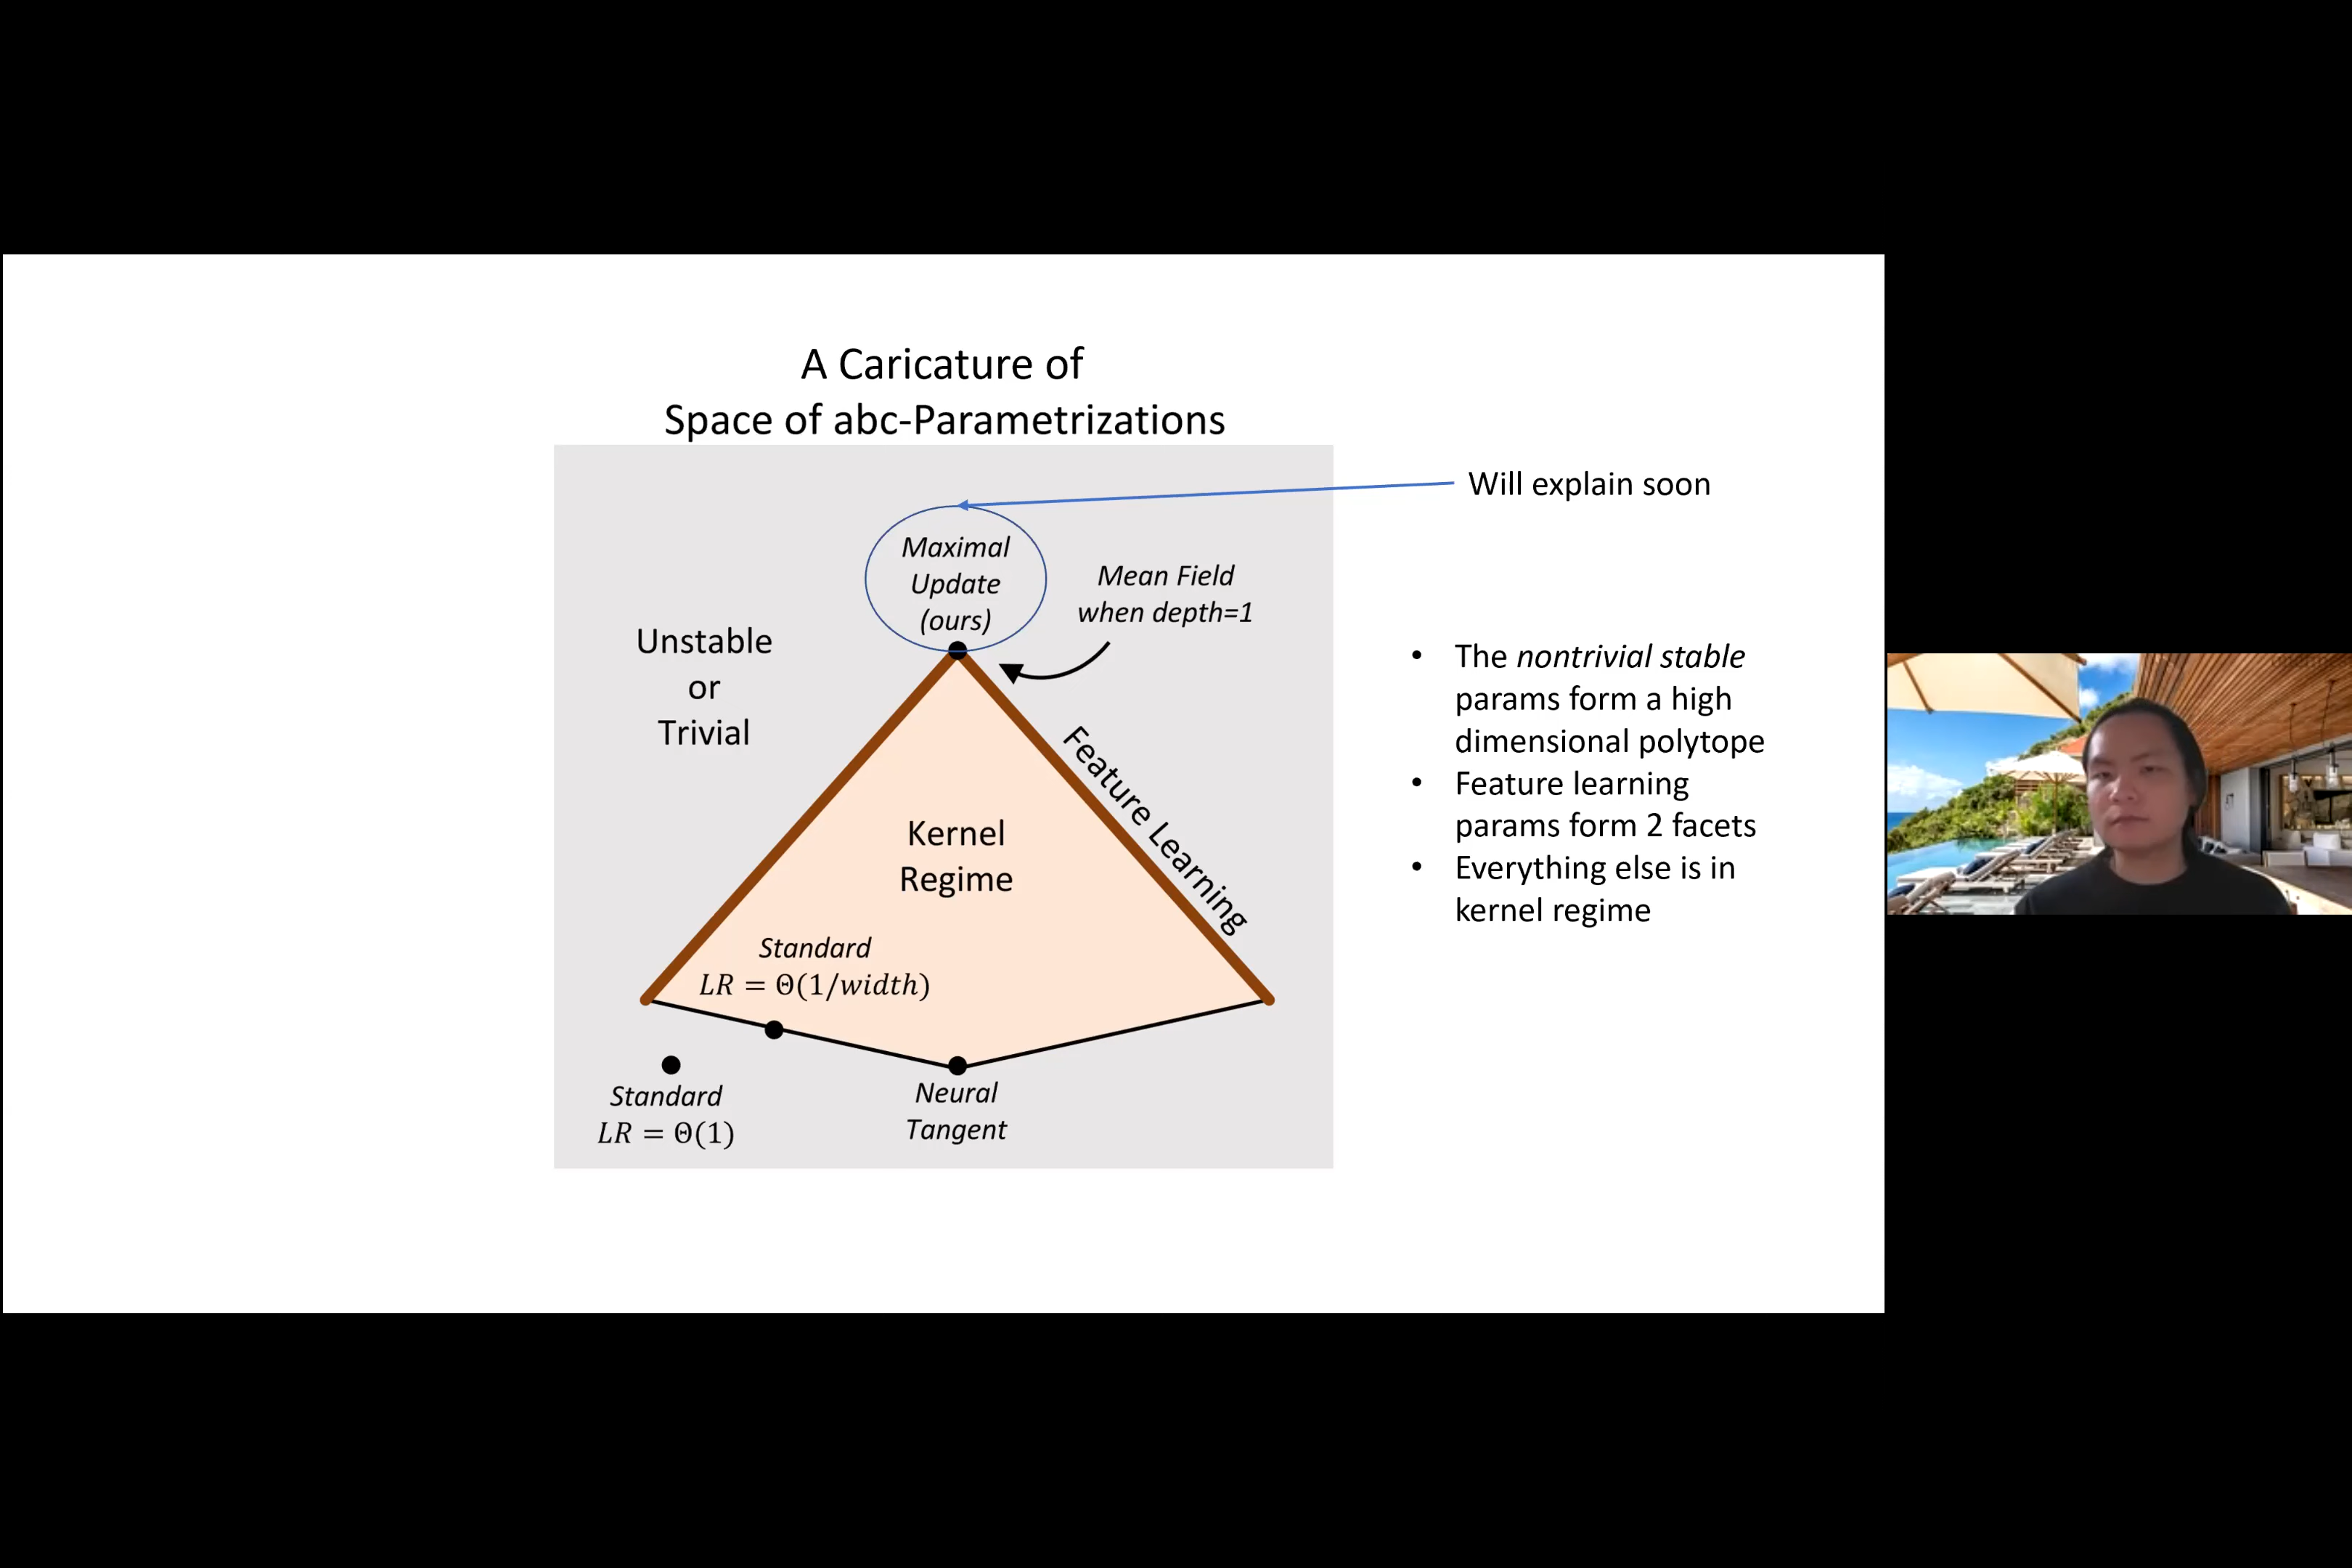 A Caricature of
Space of abc-Parametrizations
Will explain soon
Maximal
Update
(ours)
Mean Field
when depth=1
Unstable
or
Trivial
Feature Learning
Kernel
Regime
Standard
LR = Θ(1/width)
Standard
LR = Θ(1)
Neural
Tangent
• The nontrivial stable
params form a high
dimensional polytope
• Feature learning
params form 2 facets
• Everything else is in
kernel regime